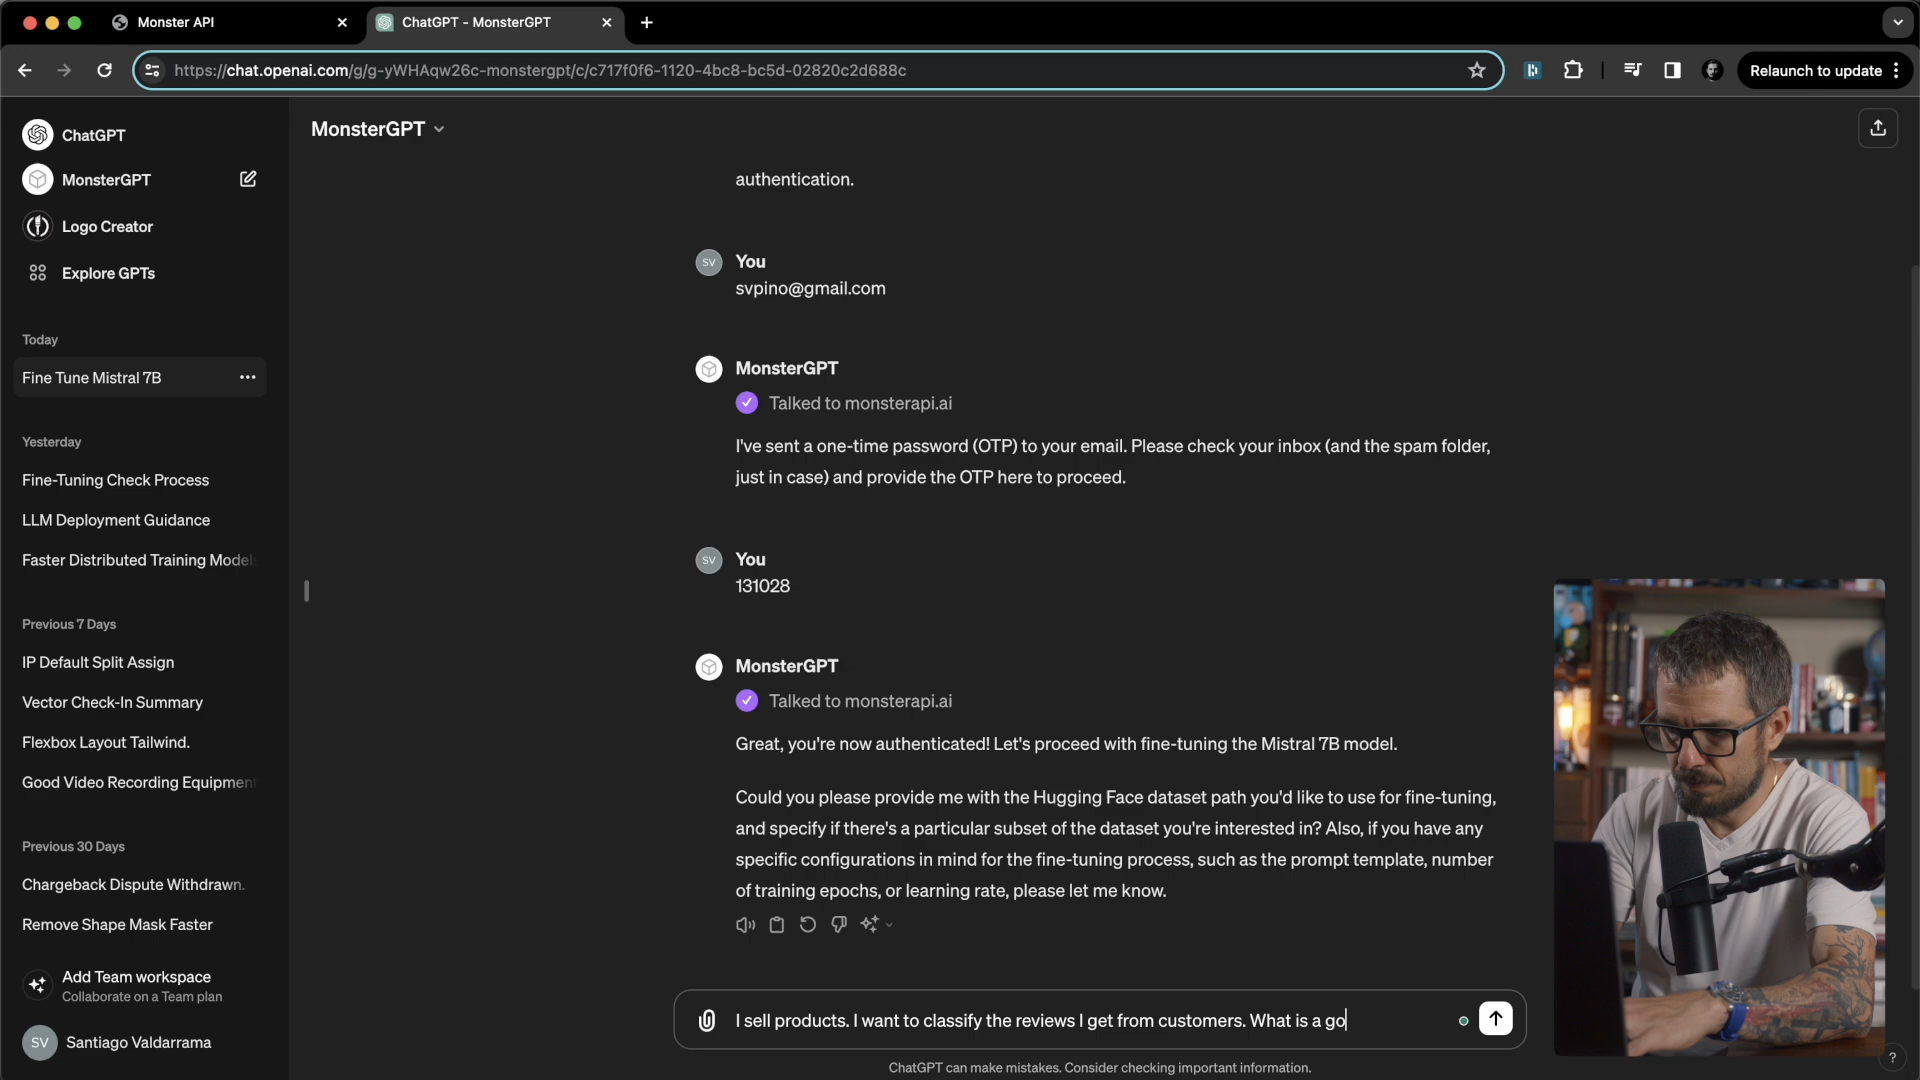 Monster API
ChatGPT - MonsterGPT
https://chat.openai.com/g/g-yWHAqw26c-monstergpt/c/c717f0f6-1120-4bc8-bc5d-02820c2d688c
Relaunch to update
ChatGPT
MonsterGPT
Logo Creator
Explore GPTs
Today
Fine Tune Mistral 7B
Yesterday
Fine-Tuning Check Process
LLM Deployment Guidance
Faster Distributed Training Models
Previous 7 Days
IP Default Split Assign
Vector Check-In Summary
Flexbox Layout Tailwind.
Good Video Recording Equipment
Previous 30 Days
Chargeback Dispute Withdrawn.
Remove Shape Mask Faster
Add Team workspace
Collaborate on a Team plan
SV Santiago Valdarrama
MonsterGPT
authentication.
SV You
svpino@gmail.com
MonsterGPT
Talked to monsterapi.ai
I've sent a one-time password (OTP) to your email. Please check your inbox (and the spam folder,
just in case) and provide the OTP here to proceed.
SV You
131028
MonsterGPT
Talked to monsterapi.ai
Great, you're now authenticated! Let's proceed with fine-tuning the Mistral 7B model.
Could you please provide me with the Hugging Face dataset path you'd like to use for fine-tuning,
and specify if there's a particular subset of the dataset you're interested in? Also, if you have any
specific configurations in mind for the fine-tuning process, such as the prompt template, number
of training epochs, or learning rate, please let me know.
I sell products. I want to classify the reviews I get from customers. What is a go
ChatGPT can make mistakes. Consider checking important information.
?